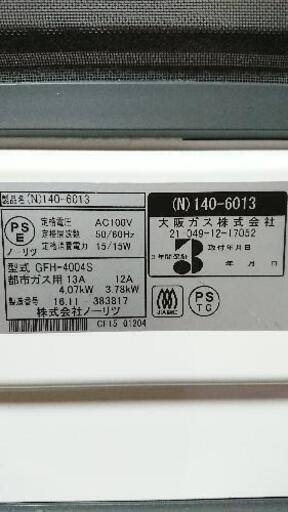 製品名 (N)140-6013
PS
E
ノーリツ
定格電圧 AC100V
定格周波数 50/60Hz
定格消費電力 15/15W
型式 GFH-4004S
都市ガス用 13A 12A
4.07kW 3.78kW
製造番号 16.11-383817
株式会社ノーリツ
CF15 01204
(N)140-6013
大阪ガス株式会社
21-049-12-17052
3
取付年月日
年 月 日
JIA
PS
TG